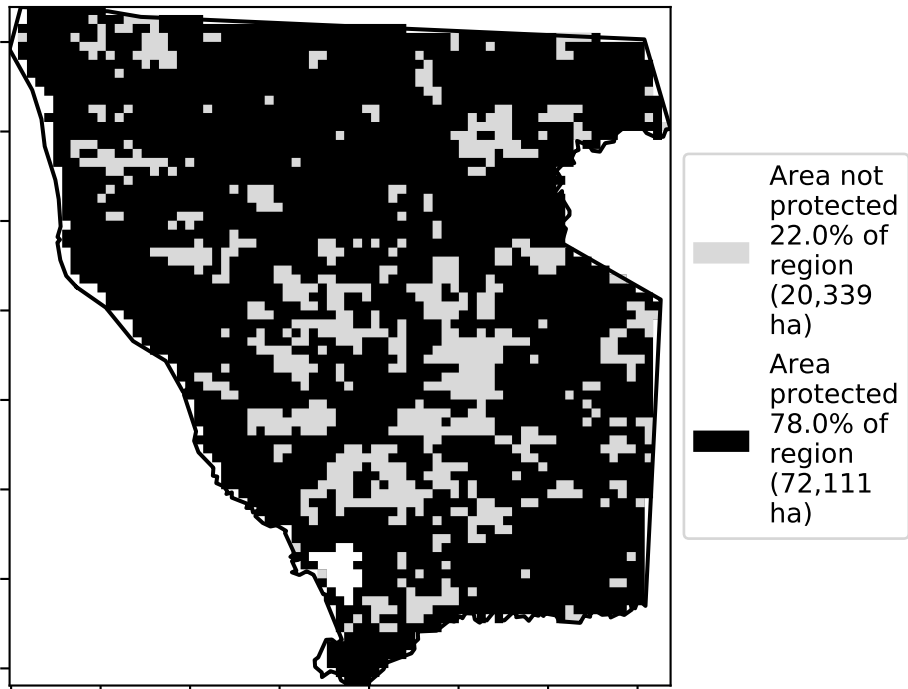 Area not
protected
22.0% of
region
(20,339
ha)
Area
protected
78.0% of
region
(72,111
ha)